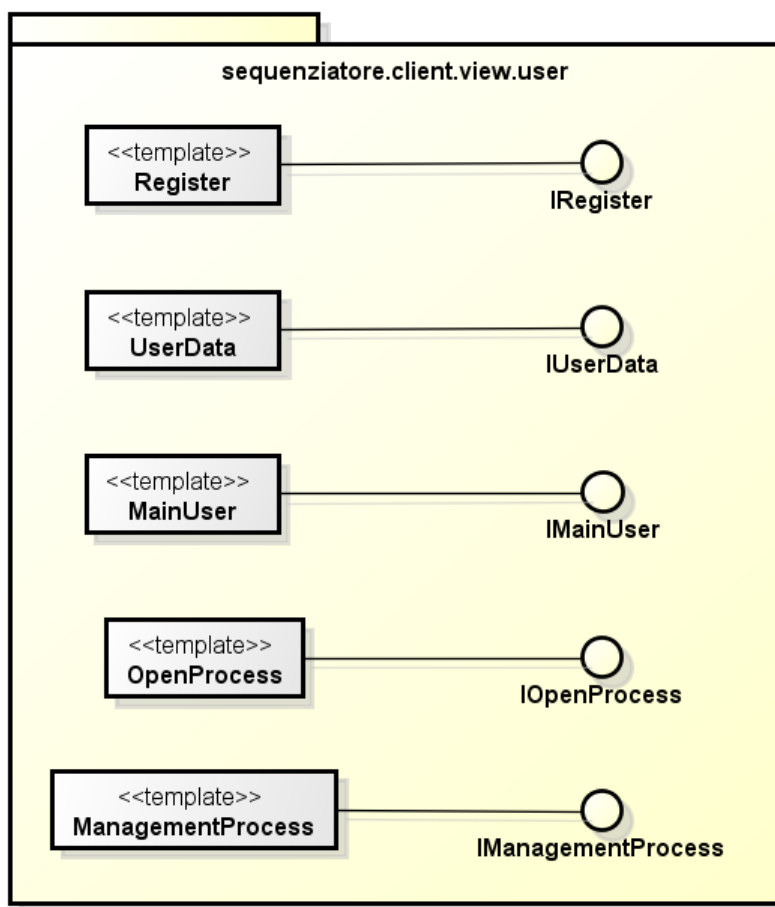 sequenziatore.client.view.user
<<template>>
Register
IRegister
<<template>>
UserData
IUserData
<<template>>
MainUser
IMainUser
<<template>>
OpenProcess
IOpenProcess
<<template>>
ManagementProcess
IManagementProcess